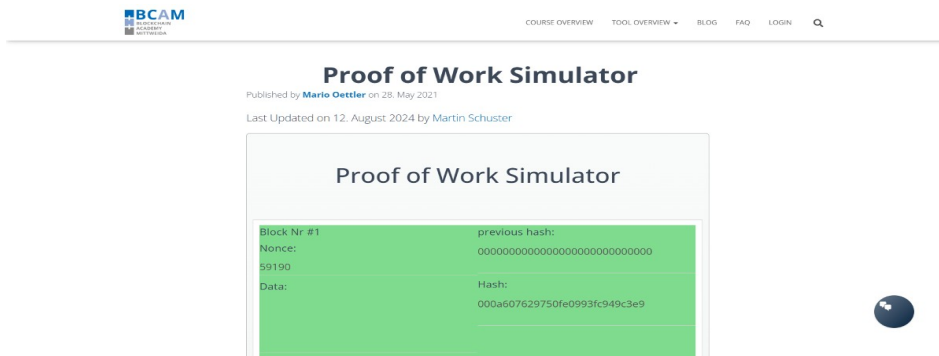 BCAM
BLOCKCHAIN
ACADEMY
MITTWEIDA
COURSE OVERVIEW TOOL OVERVIEW BLOG FAQ LOGIN
Proof of Work Simulator
Published by Mario Oettler on 28. May 2021
Last Updated on 12. August 2024 by Martin Schuster
Proof of Work Simulator
Block Nr #1
Nonce:
59190
Data:
previous hash:
0000000000000000000000000000
Hash:
000a607629750fe0993fc949c3e9